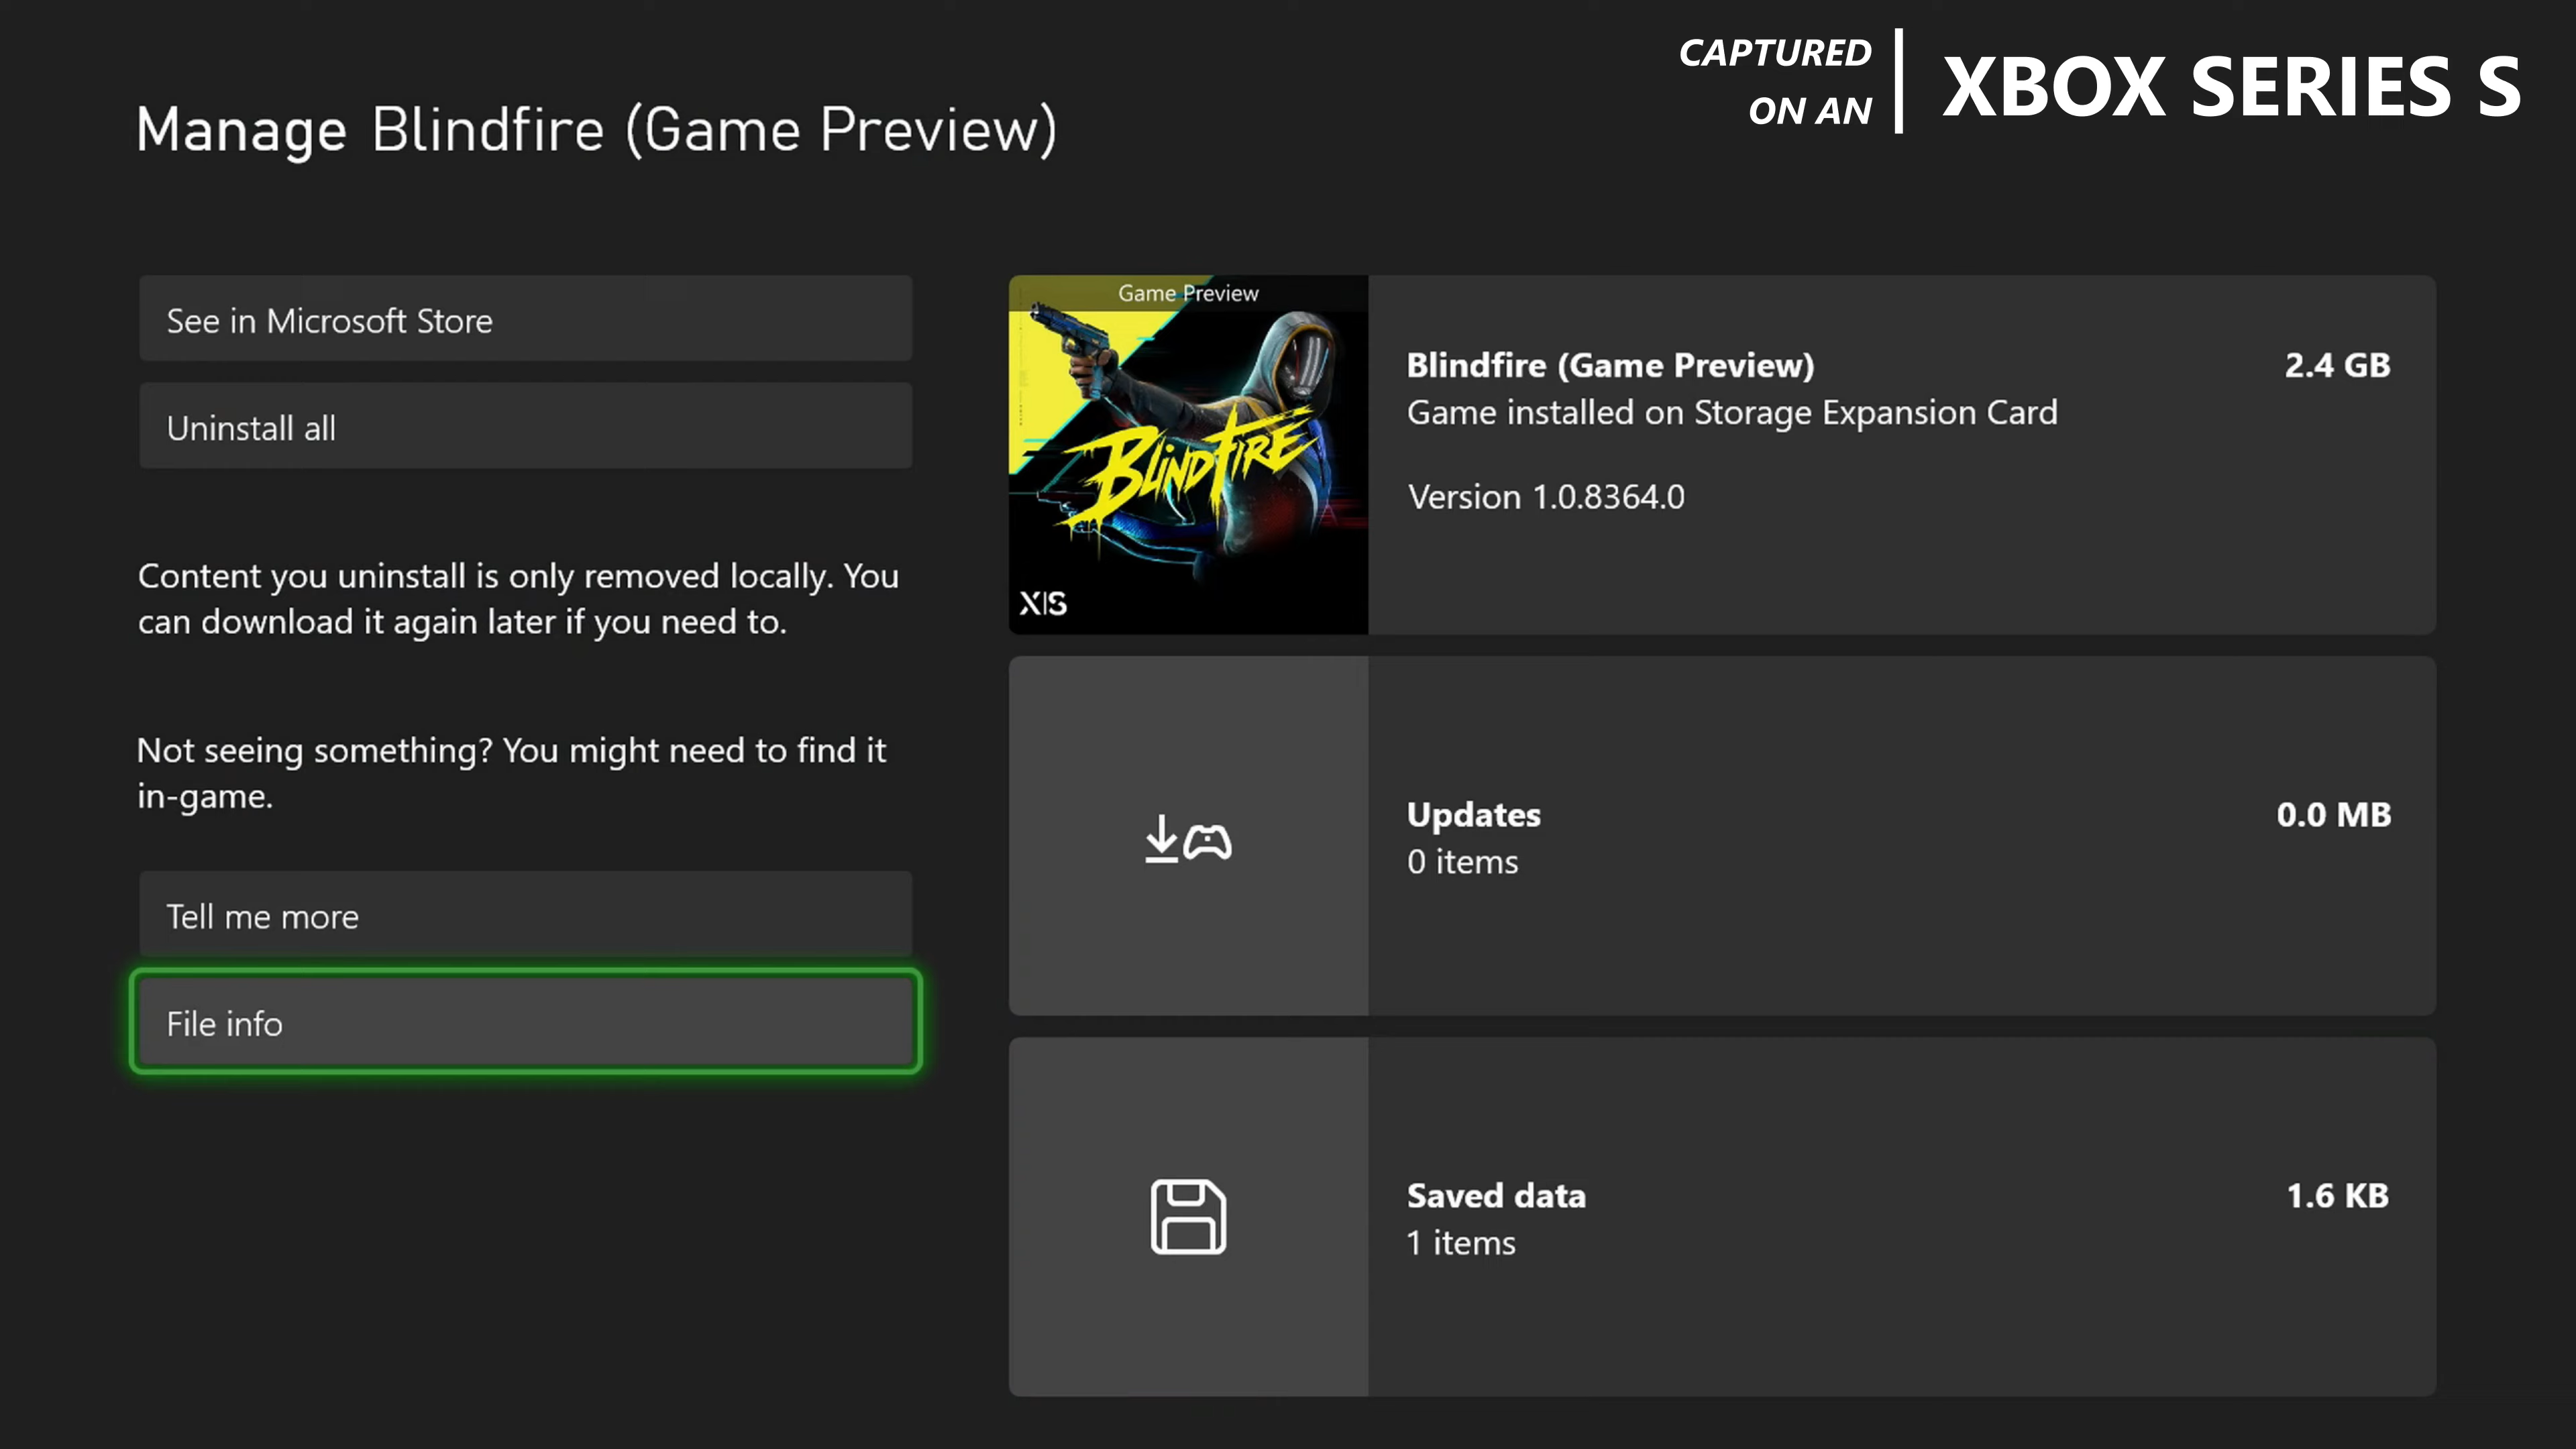 CAPTURED
ON AN
XBOX SERIES S
Manage Blindfire (Game Preview)
See in Microsoft Store
Uninstall all
Content you uninstall is only removed locally. You
can download it again later if you need to.
Not seeing something? You might need to find it
in-game.
Tell me more
File info
Game Preview
BLINDFIRE
X|S
Blindfire (Game Preview)
2.4 GB
Game installed on Storage Expansion Card
Version 1.0.8364.0
Updates
0.0 MB
0 items
Saved data
1.6 KB
1 items